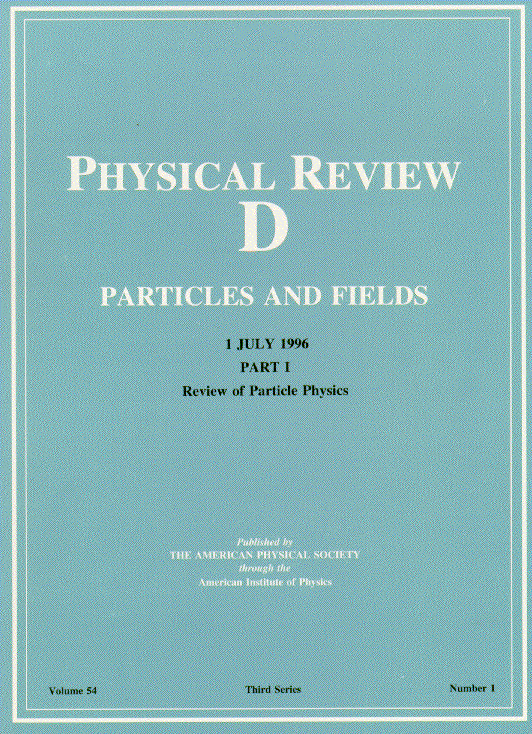 PHYSICAL REVIEW
D
PARTICLES AND FIELDS
1 JULY 1996
PART I
Review of Particle Physics
Published by
THE AMERICAN PHYSICAL SOCIETY
through the
American Institute of Physics
Volume 54 Third Series Number 1